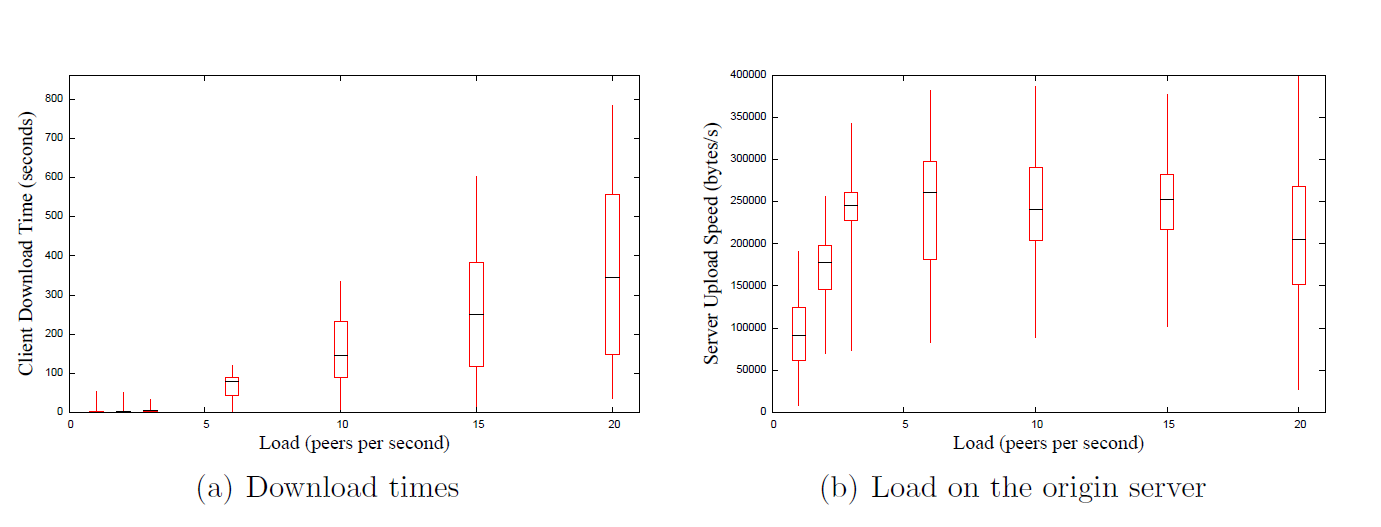 800
700
600
500
400
300
200
100
0
Client Download Time (seconds)
0 5 10 15 20
Load (peers per second)
(a) Download times
400000
350000
300000
250000
200000
150000
100000
50000
0
Server Upload Speed (bytes/s)
0 5 10 15 20
Load (peers per second)
(b) Load on the origin server